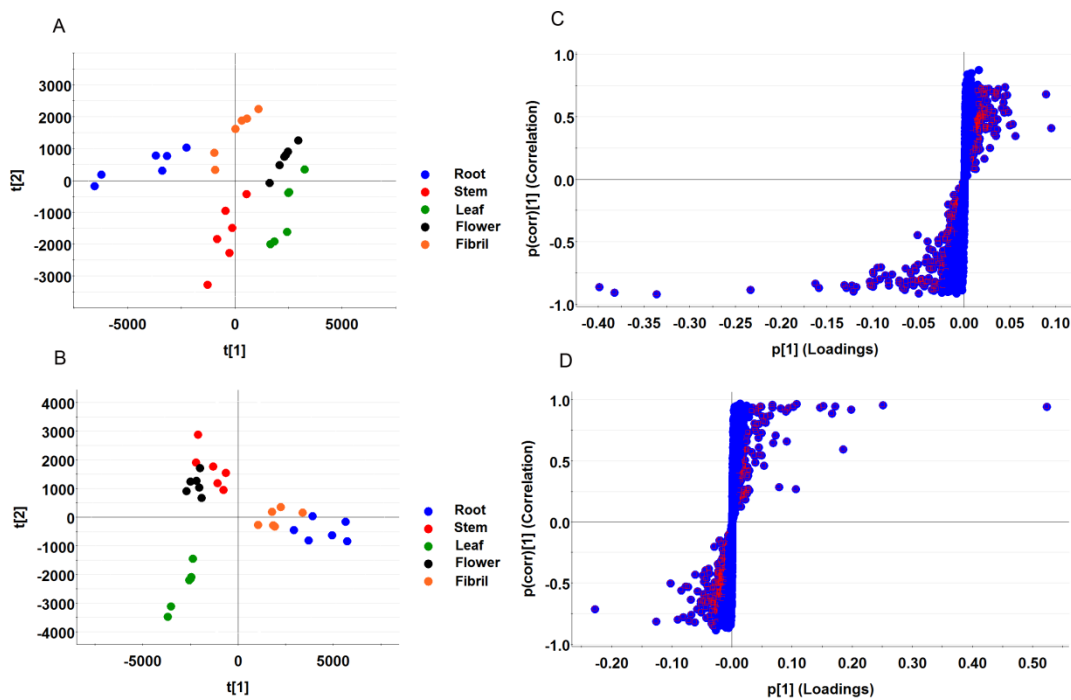 A
t[2]
3000
2000
1000
0
-1000
-2000
-3000
-5000 0 5000
t[1]
Root
Stem
Leaf
Flower
Fibril
C
p(corr)[1] (Correlation)
1.0
0.5
0.0
-0.5
-1.0
-0.40 -0.35 -0.30 -0.25 -0.20 -0.15 -0.10 -0.05 0.00 0.05 0.10
p[1] (Loadings)
B
t[2]
4000
3000
2000
1000
0
-1000
-2000
-3000
-4000
-5000 0 5000
t[1]
Root
Stem
Leaf
Flower
Fibril
D
p(corr)[1] (Correlation)
1.0
0.5
0.0
-0.5
-1.0
-0.20 -0.10 -0.00 0.10 0.20 0.30 0.40 0.50
p[1] (Loadings)